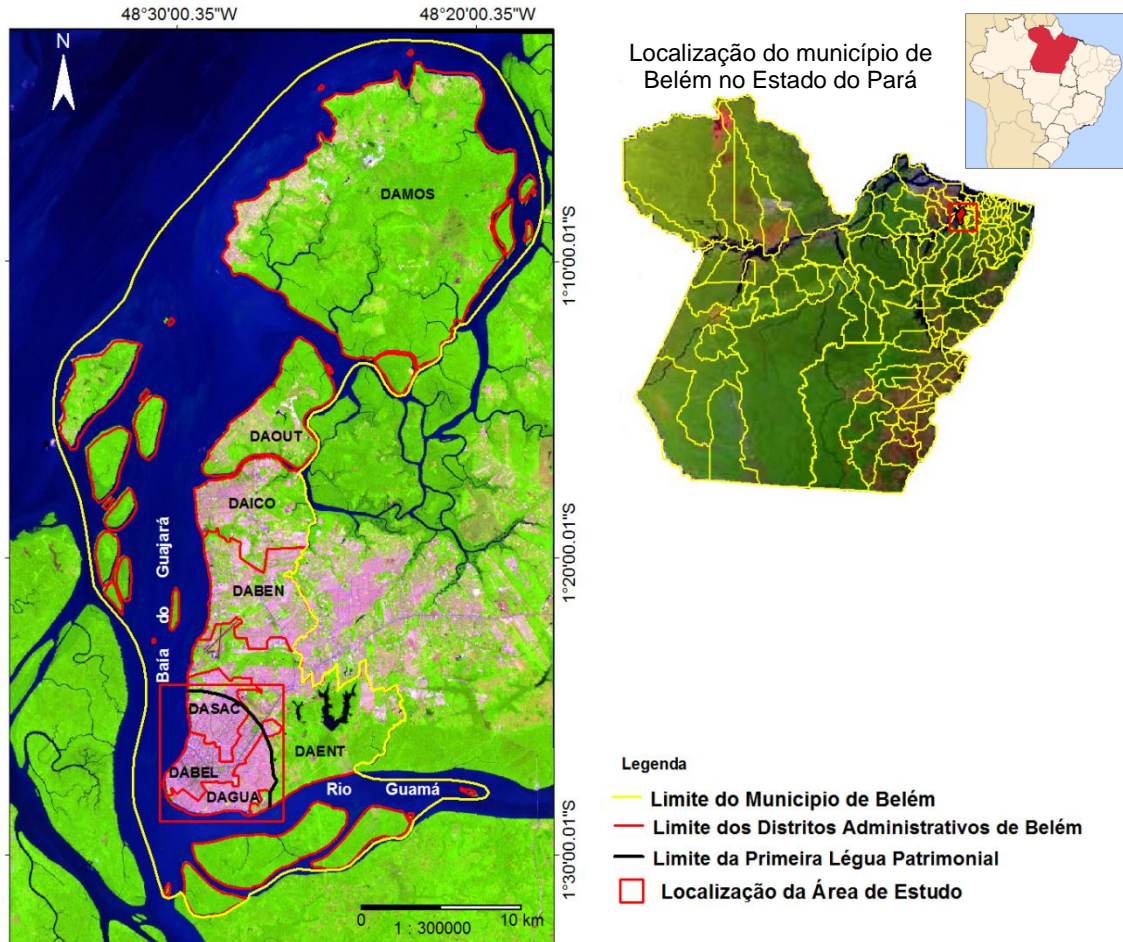 48°30'00.35"W
48°20'00.35"W
N
Localização do município de
Belém no Estado do Pará
DAMOS
1°10'00.01"S
DAOUT
DAICO
1°20'00.01"S
DABEN
Baía do Guajará
DASAC
DAENT
DABEL
DAGUA
Rio Guamá
1°30'00.01"S
0 10 km
1 : 300000
Legenda
Limite do Municipio de Belém
Limite dos Distritos Administrativos de Belém
Limite da Primeira Légua Patrimonial
Localização da Área de Estudo